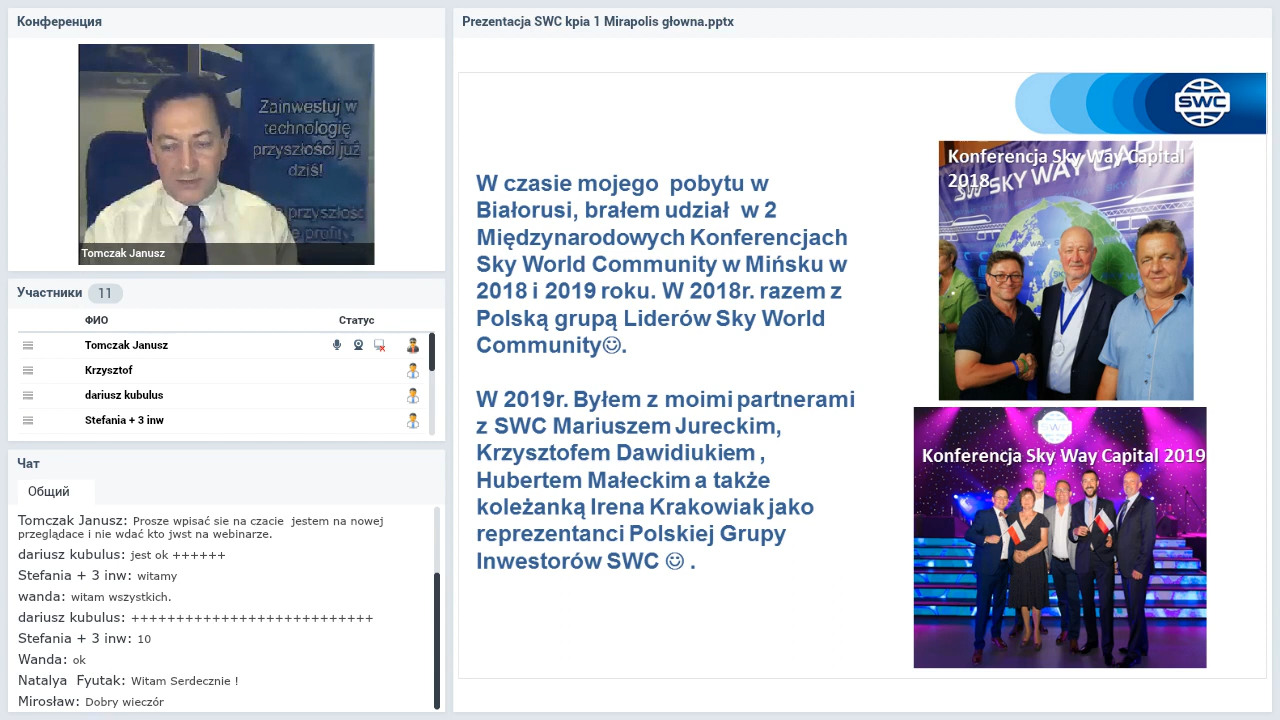 Конференция
Zainwestuj w
technologię
przyszłości już
dziś!
Tomczak Janusz
Участники 11
ФИО Статус
Tomczak Janusz
Krzysztof
dariusz kubulus
Stefania + 3 inw
Чат
Общий
Tomczak Janusz: Prosze wpisać sie na czacie jestem na nowej
przeglądace i nie wdać kto jwst na webinarze.
dariusz kubulus: jest ok ++++++
Stefania + 3 inw: witamy
wanda: witam wszystkich.
dariusz kubulus: +++++++++++++++++++++++++++
Stefania + 3 inw: 10
Wanda: ok
Natalya Fyutak: Witam Serdecznie !
Mirosław: Dobry wieczór
Prezentacja SWC kpia 1 Mirapolis głowna.pptx
SWC
W czasie mojego pobytu w
Białorusi, brałem udział w 2
Międzynarodowych Konferencjach
Sky World Community w Mińsku w
2018 i 2019 roku. W 2018r. razem z
Polską grupą Liderów Sky World
Community☺.
W 2019r. Byłem z moimi partnerami
z SWC Mariuszem Jureckim,
Krzysztofem Dawidiukiem ,
Hubertem Małeckim a także
koleżanką Irena Krakowiak jako
reprezentanci Polskiej Grupy
Inwestorów SWC ☺ .
Konferencja Sky Way Capital
2018
SKY WAY CAPITAL
Konferencja Sky Way Capital 2019